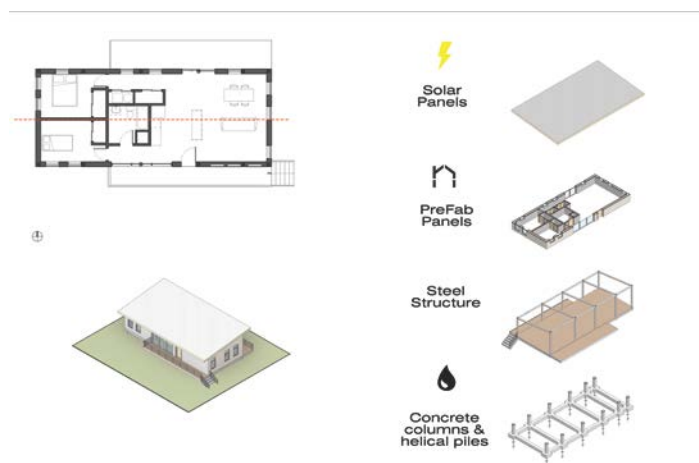 Solar
Panels
PreFab
Panels
Steel
Structure
Concrete
columns &
helical piles